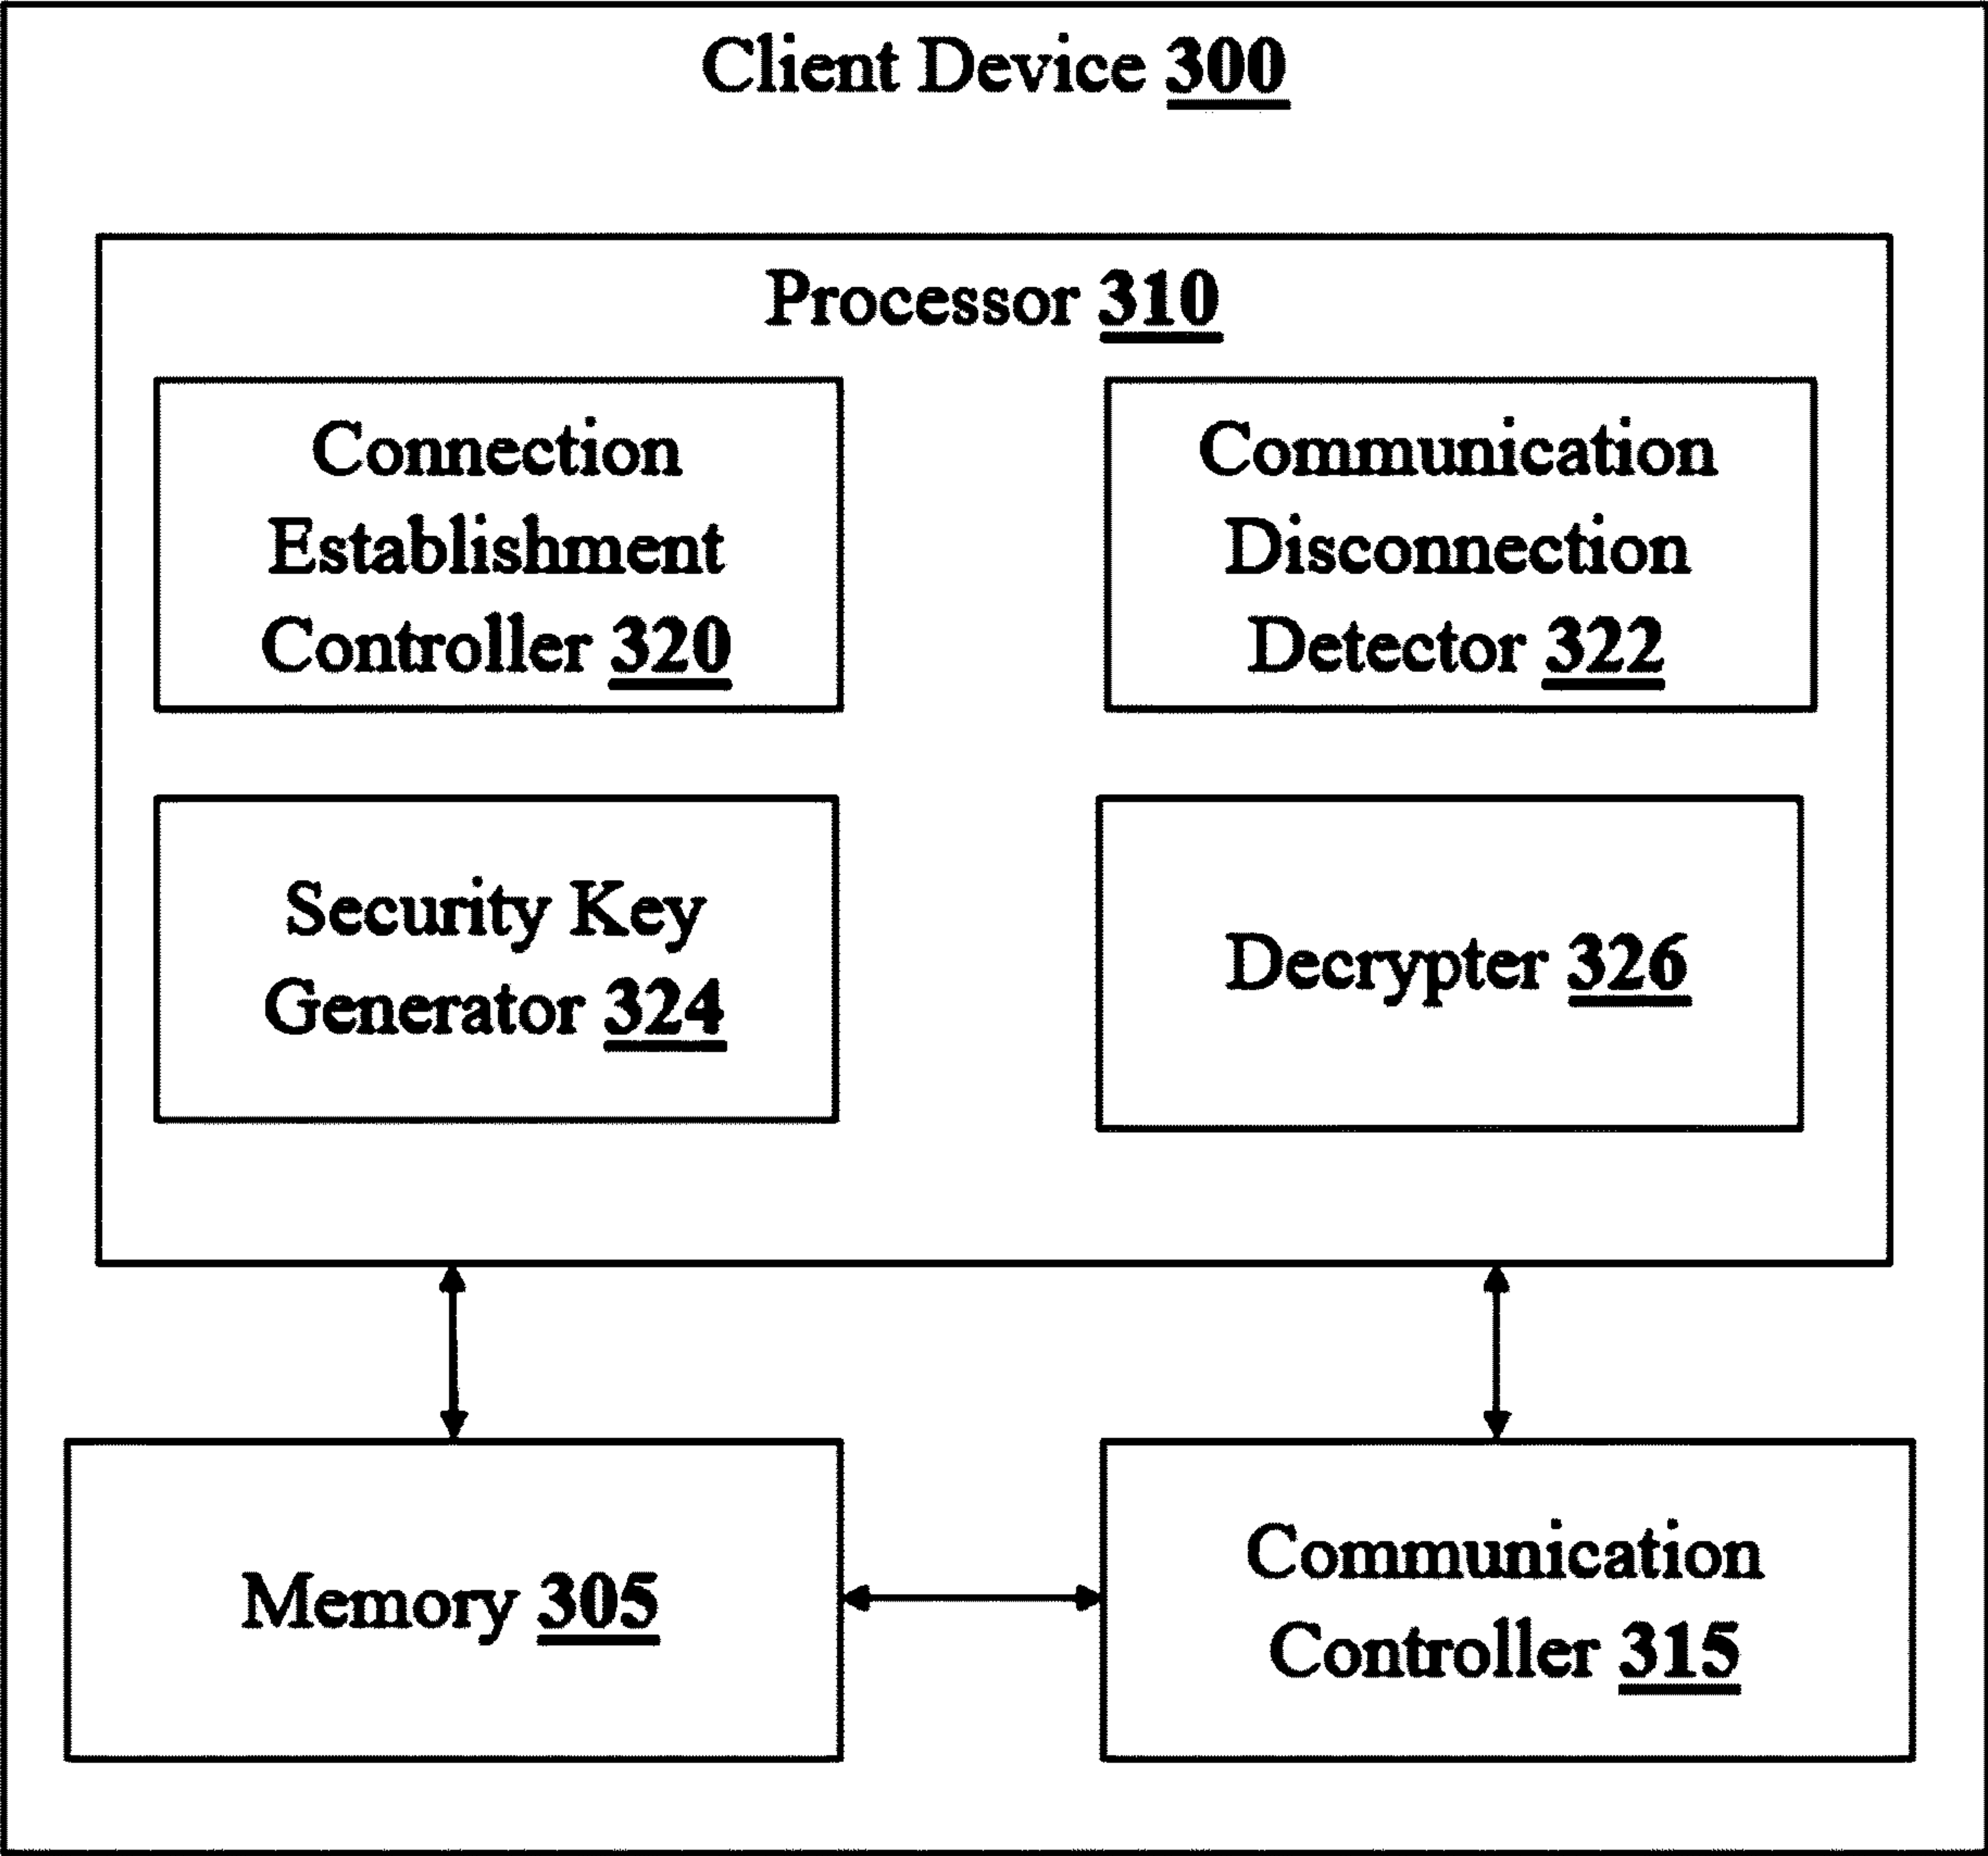 Client Device 300
Processor 310
Connection
Establishment
Controller 320
Communication
Disconnection
Detector 322
Security Key
Generator 324
Decrypter 326
Memory 305
Communication
Controller 315